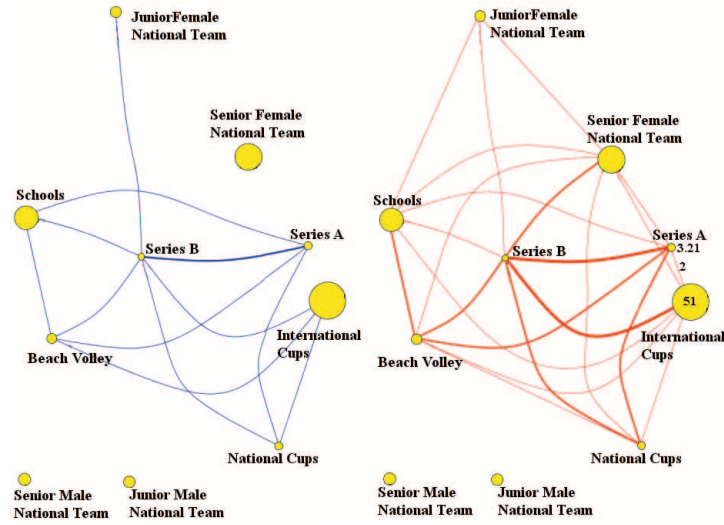 JuniorFemale
National Team
Senior Female
National Team
Schools
Series A
Series B
International
Cups
Beach Volley
National Cups
Senior Male
National Team
Junior Male
National Team
JuniorFemale
National Team
Senior Female
National Team
Schools
Series A
3.21
Series B
2
51
International
Cups
Beach Volley
National Cups
Senior Male
National Team
Junior Male
National Team